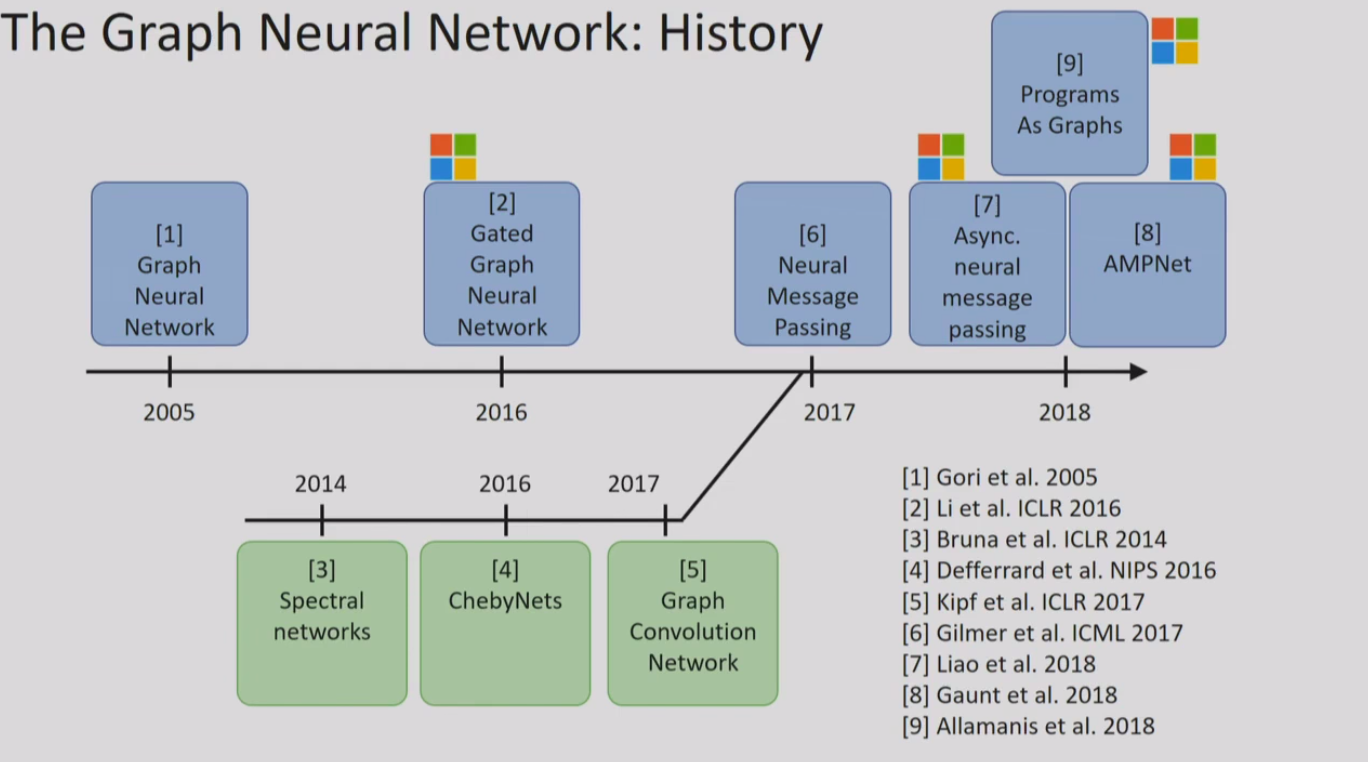 The Graph Neural Network: History
[9]
Programs
As Graphs
[1]
Graph
Neural
Network
[2]
Gated
Graph
Neural
Network
[6]
Neural
Message
Passing
[7]
Async.
neural
message
passing
[8]
AMPNet
2005
2016
2017
2018
2014
2016
2017
[3]
Spectral
networks
[4]
ChebyNets
[5]
Graph
Convolution
Network
[1] Gori et al. 2005
[2] Li et al. ICLR 2016
[3] Bruna et al. ICLR 2014
[4] Defferrard et al. NIPS 2016
[5] Kipf et al. ICLR 2017
[6] Gilmer et al. ICML 2017
[7] Liao et al. 2018
[8] Gaunt et al. 2018
[9] Allamanis et al. 2018